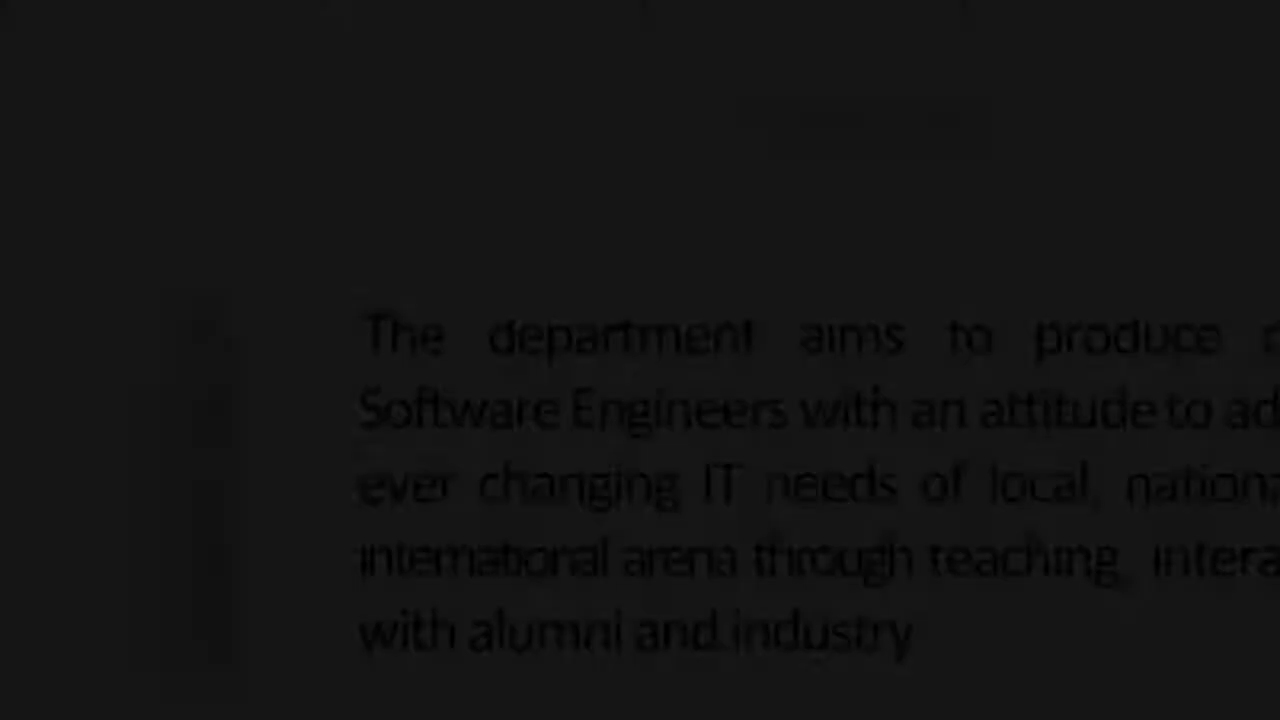 The department aims to produce
Software Engineers with an attitude to
ever changing IT needs of local,
international arena through teaching,
with alumni and industry